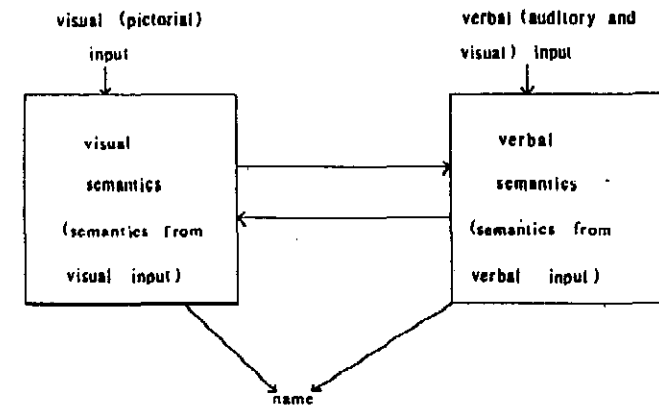 visual (pictorial)
input
verbal (auditory and
visual) input
visual
semantics
(semantics from
visual input)
verbal
semantics
(semantics from
verbal input)
name